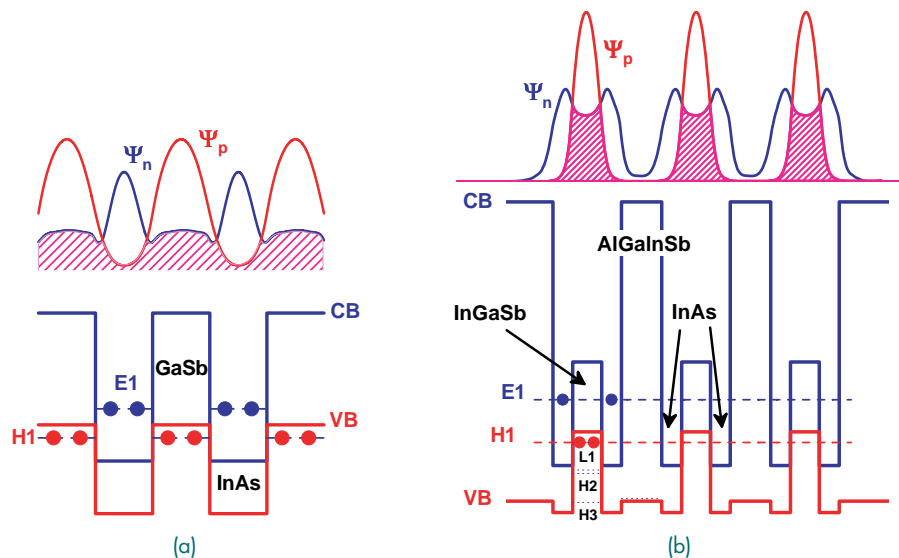 Ψn
Ψp
CB
GaSb
E1
VB
H1
InAs
(a)
Ψp
Ψn
CB
AlGaInSb
InGaSb
InAs
E1
H1
L1
H2
VB
H3
(b)